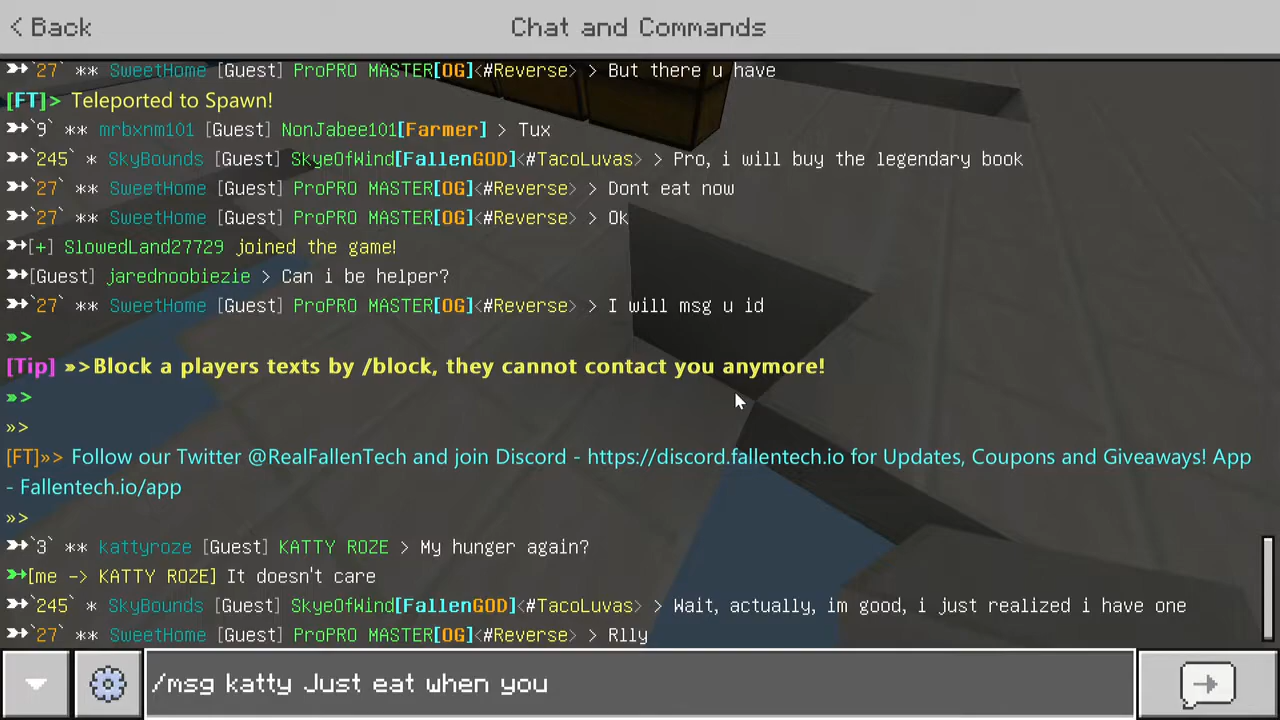 < Back
Chat and Commands
➳`27` ** SweetHome [Guest] ProPRO MASTER[OG]<#Reverse> > But there u have
[FT]> Teleported to Spawn!
➳`9` ** mrbxnm101 [Guest] NonJabee101[Farmer] > Tux
➳`245` * SkyBounds [Guest] SkyeOfWind[FallenGOD]<#TacoLuvas> > Pro, i will buy the legendary book
➳`27` ** SweetHome [Guest] ProPRO MASTER[OG]<#Reverse> > Dont eat now
➳`27` ** SweetHome [Guest] ProPRO MASTER[OG]<#Reverse> > Ok
➳[+] SlowedLand27729 joined the game!
➳[Guest] jarednoobiezie > Can i be helper?
➳`27` ** SweetHome [Guest] ProPRO MASTER[OG]<#Reverse> > I will msg u id
»>
[Tip] »>Block a players texts by /block, they cannot contact you anymore!
»>
»>
[FT]»> Follow our Twitter @RealFallenTech and join Discord - https://discord.fallentech.io for Updates, Coupons and Giveaways! App
- Fallentech.io/app
»>
➳`3` ** kattyroze [Guest] KATTY ROZE > My hunger again?
➳[me -> KATTY ROZE] It doesn't care
➳`245` * SkyBounds [Guest] SkyeOfWind[FallenGOD]<#TacoLuvas> > Wait, actually, im good, i just realized i have one
➳`27` ** SweetHome [Guest] ProPRO MASTER[OG]<#Reverse> > Rlly
/msg katty Just eat when you